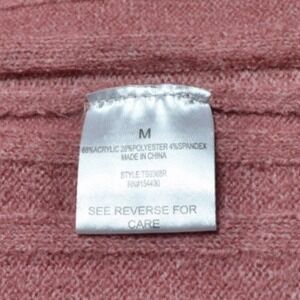 M
68%ACRYLIC 28%POLYESTER 4%SPANDEX
MADE IN CHINA
SEE REVERSE FOR
CARE